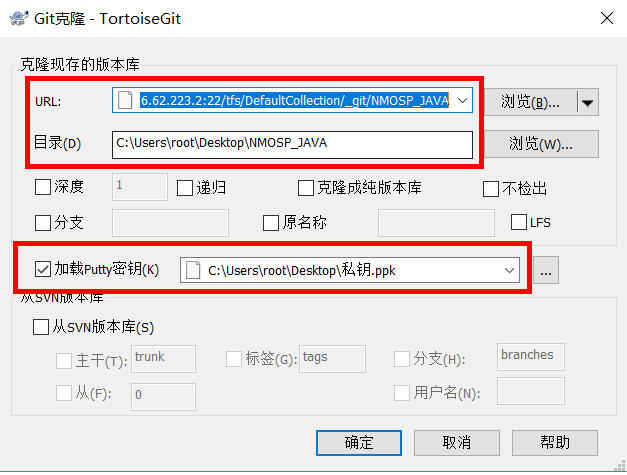 Git克隆 - TortoiseGit
克隆现有的版本库
URL: 6.62.223.2:22/tfs/DefaultCollection/_git/NMOSP_JAVA 浏览(B)...
目录(D) C:\Users\root\Desktop\NMOSP_JAVA 浏览(W)...
深度 1 递归 克隆成纯版本库 不检出
分支 原名称 LFS
加载Putty密钥(K) C:\Users\root\Desktop\私钥.ppk ...
从SVN版本库
从SVN版本库(S)
主干(T): trunk 标签(G): tags 分支(H): branches
从(F): 0 用户名(N):
确定 取消 帮助